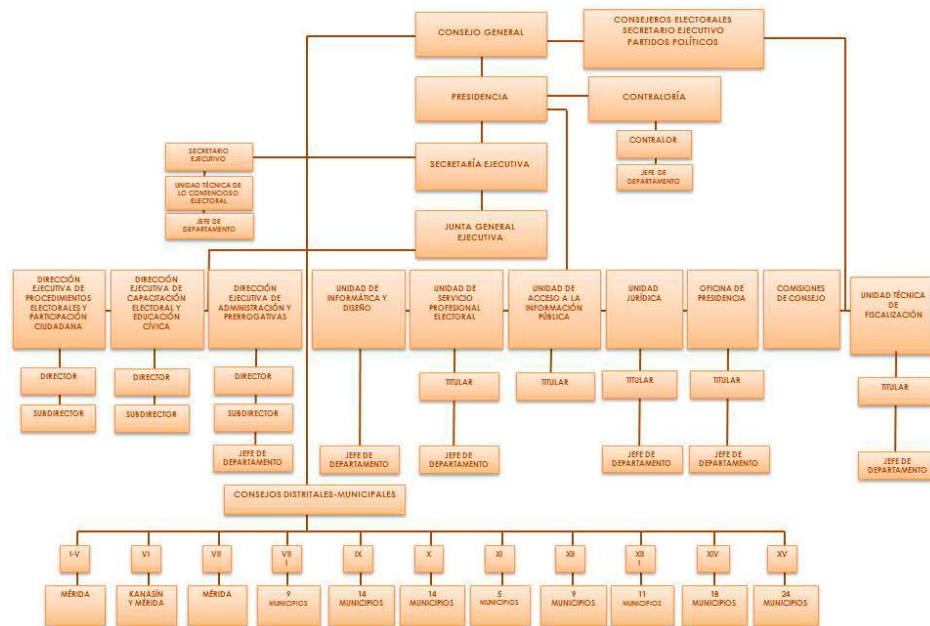 CONSEJO GENERAL
CONSEJEROS ELECTORALES
SECRETARIO EJECUTIVO
PARTIDOS POLÍTICOS
PRESIDENCIA
CONTRALORÍA
CONTRALOR
JEFE DE
DEPARTAMENTO
SECRETARIO
EJECUTIVO
UNIDAD TÉCNICA DE
LO CONTENCIOSO
ELECTORAL
JEFE DE
DEPARTAMENTO
SECRETARÍA EJECUTIVA
JUNTA GENERAL
EJECUTIVA
DIRECCIÓN
EJECUTIVA DE
PROCEDIMIENTOS
ELECTORALES Y
PARTICIPACIÓN
CIUDADANA
DIRECTOR
SUBDIRECTOR
DIRECCIÓN
EJECUTIVA DE
CAPACITACIÓN
ELECTORAL Y
EDUCACIÓN
CÍVICA
DIRECTOR
SUBDIRECTOR
DIRECCIÓN
EJECUTIVA DE
ADMINISTRACIÓN Y
PRERROGATIVAS
DIRECTOR
SUBDIRECTOR
JEFE DE
DEPARTAMENTO
UNIDAD DE
INFORMÁTICA Y
DISEÑO
JEFE DE
DEPARTAMENTO
UNIDAD DE
SERVICIO
PROFESIONAL
ELECTORAL
TITULAR
JEFE DE
DEPARTAMENTO
UNIDAD DE
ACCESO A LA
INFORMACIÓN
PÚBLICA
TITULAR
UNIDAD
JURÍDICA
TITULAR
JEFE DE
DEPARTAMENTO
OFICINA DE
PRESIDENCIA
TITULAR
JEFE DE
DEPARTAMENTO
COMISIONES
DE CONSEJO
UNIDAD TÉCNICA
DE
FISCALIZACIÓN
TITULAR
JEFE DE
DEPARTAMENTO
CONSEJOS DISTRITALES-MUNICIPALES
I-V
MÉRIDA
VI
KANASÍN
Y MÉRIDA
VII
MÉRIDA
VII
I
9
MUNICIPIOS
IX
14
MUNICIPIOS
X
14
MUNICIPIOS
XI
5
MUNICIPIOS
XII
9
MUNICIPIOS
XII
I
11
MUNICIPIOS
XIV
18
MUNICIPIOS
XV
24
MUNICIPIOS